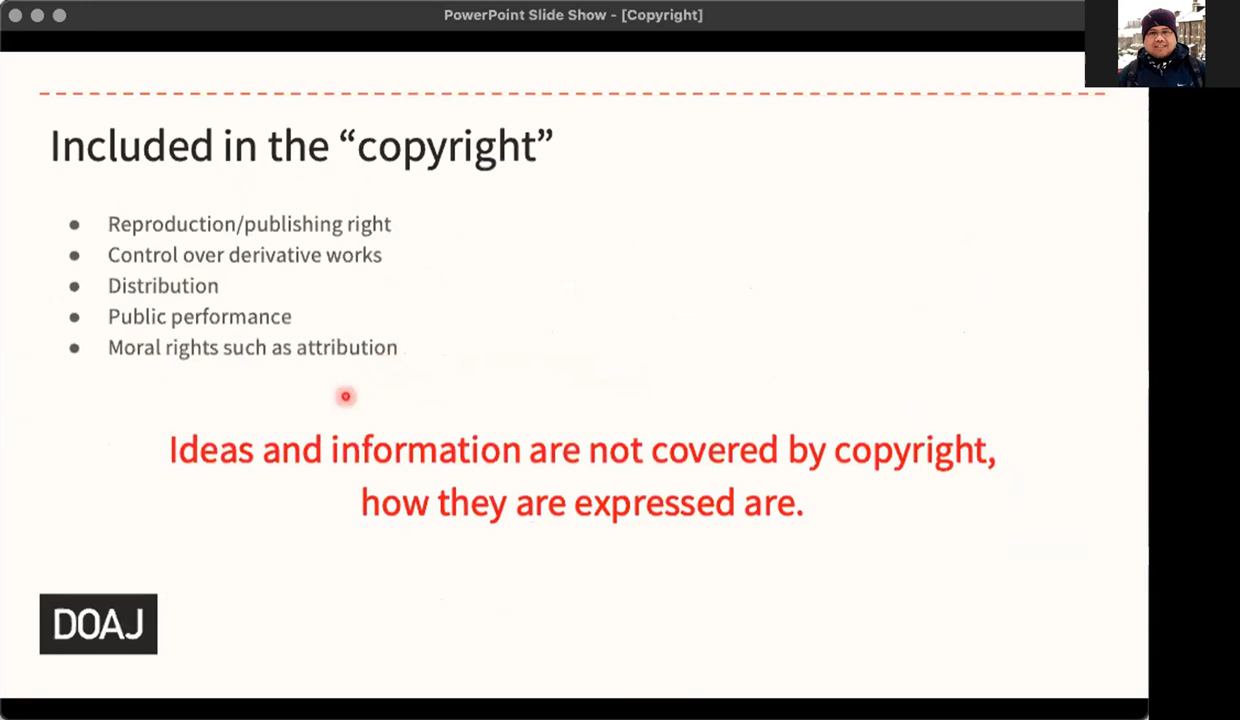 PowerPoint Slide Show - [Copyright]
Included in the “copyright”
● Reproduction/publishing right
● Control over derivative works
● Distribution
● Public performance
● Moral rights such as attribution
Ideas and information are not covered by copyright,
how they are expressed are.
DOAJ